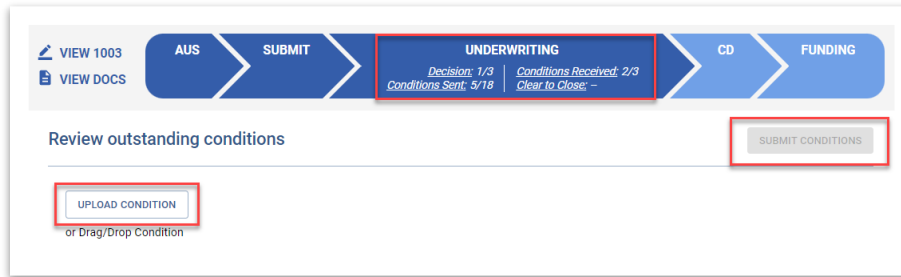 VIEW 1003
VIEW DOCS
AUS
SUBMIT
UNDERWRITING
Decision: 1/3
Conditions Received: 2/3
Conditions Sent: 5/18
Clear to Close: –
CD
FUNDING
Review outstanding conditions
SUBMIT CONDITIONS
UPLOAD CONDITION
or Drag/Drop Condition